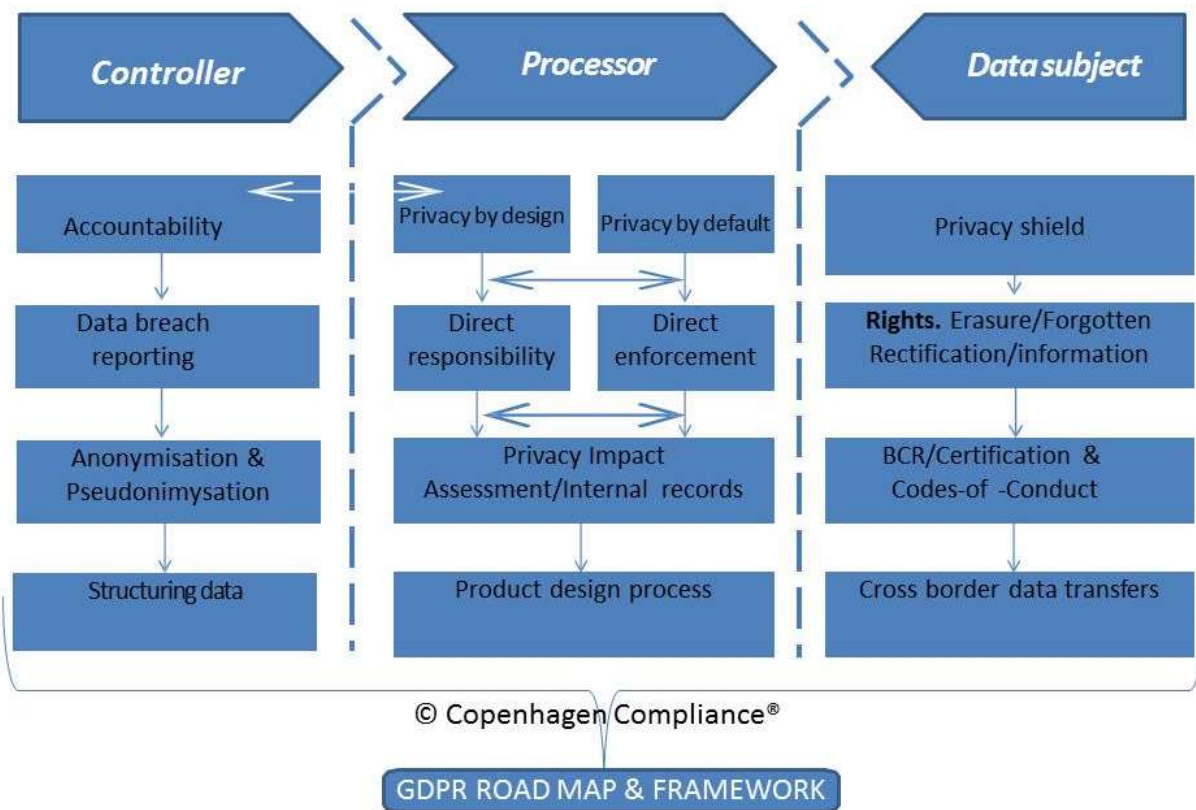 Controller
Processor
Data subject
Accountability
Privacy by design
Privacy by default
Privacy shield
Data breach
reporting
Direct
responsibility
Direct
enforcement
Rights. Erasure/Forgotten
Rectification/information
Anonymisation &
Pseudonimysation
Privacy Impact
Assessment/Internal records
BCR/Certification &
Codes-of -Conduct
Structuring data
Product design process
Cross border data transfers
© Copenhagen Compliance®
GDPR ROAD MAP & FRAMEWORK